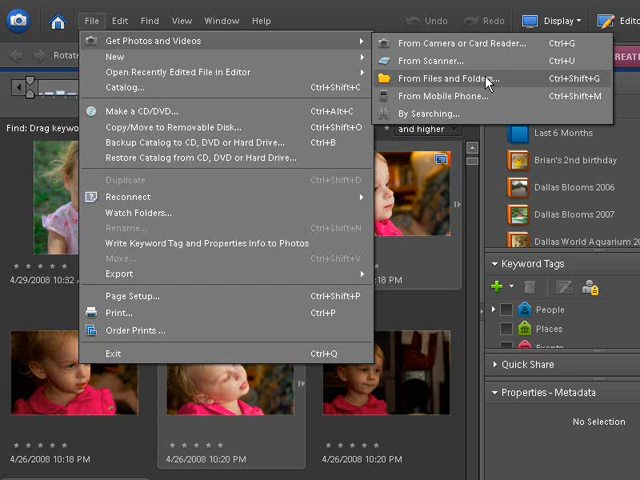 File Edit Find View Window Help Undo Redo Display
Get Photos and Videos
From Camera or Card Reader... Ctrl+G
New
From Scanner... Ctrl+U
Rotate
Open Recently Edited File in Editor
From Files and Folders... Ctrl+Shift+G
Catalog... Ctrl+Shift+C
From Mobile Phone... Ctrl+Shift+M
Make a CD/DVD... Ctrl+Alt+C
By Searching...
Find: Drag
Copy/Move to Removable Disk... Ctrl+Shift+O
and higher
Last 6 Months
Backup Catalog to CD, DVD or Hard Drive... Ctrl+B
Restore Catalog from CD, DVD or Hard Drive...
Brian's 2nd birthday
Duplicate Ctrl+Shift+D
Dallas Blooms 2006
Reconnect
Watch Folders...
Dallas Blooms 2007
Rename... Ctrl+Shift+N
Write Keyword Tag and Properties Info to Photos
Dallas World Aquarium
Move... Ctrl+Shift+V
Keyword Tags
Export
4/29/2008 10:32
18 PM
Page Setup... Ctrl+Shift+P
Print... Ctrl+P
People
Order Prints...
Places
Events
Exit Ctrl+Q
Quick Share
Properties - Metadata
No Selection
4/26/2008 10:18 PM
4/26/2008 10:20 PM
4/26/2008 10:20 PM